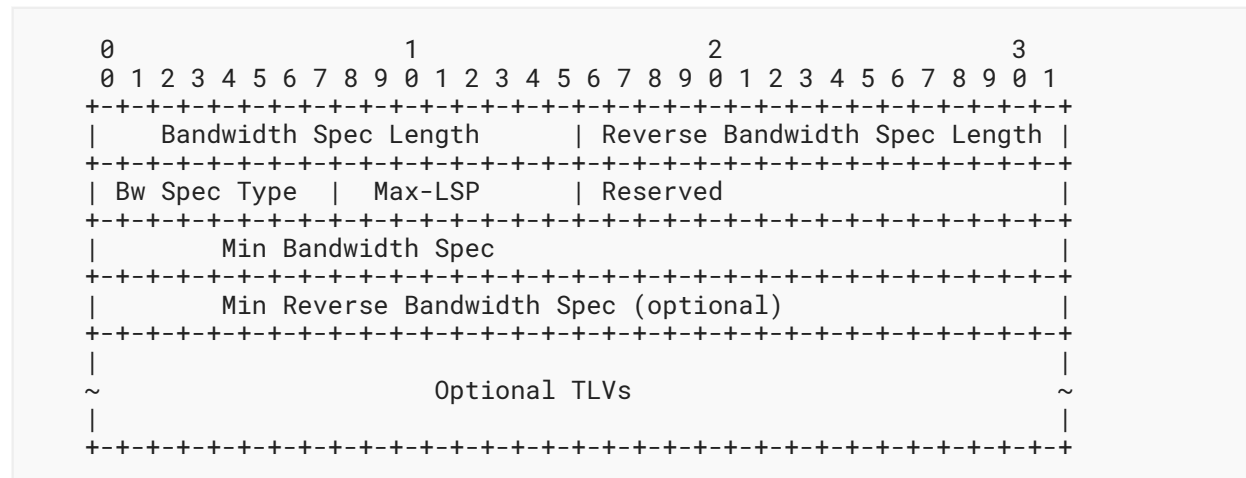 0                   1                   2                   3
 0 1 2 3 4 5 6 7 8 9 0 1 2 3 4 5 6 7 8 9 0 1 2 3 4 5 6 7 8 9 0 1
+-+-+-+-+-+-+-+-+-+-+-+-+-+-+-+-+-+-+-+-+-+-+-+-+-+-+-+-+-+-+-+-+
|    Bandwidth Spec Length      | Reverse Bandwidth Spec Length |
+-+-+-+-+-+-+-+-+-+-+-+-+-+-+-+-+-+-+-+-+-+-+-+-+-+-+-+-+-+-+-+-+
| Bw Spec Type  |  Max-LSP      | Reserved                      |
+-+-+-+-+-+-+-+-+-+-+-+-+-+-+-+-+-+-+-+-+-+-+-+-+-+-+-+-+-+-+-+-+
|        Min Bandwidth Spec                                     |
+-+-+-+-+-+-+-+-+-+-+-+-+-+-+-+-+-+-+-+-+-+-+-+-+-+-+-+-+-+-+-+-+
|        Min Reverse Bandwidth Spec (optional)                  |
+-+-+-+-+-+-+-+-+-+-+-+-+-+-+-+-+-+-+-+-+-+-+-+-+-+-+-+-+-+-+-+-+
|                                                               |
~                      Optional TLVs                            ~
|                                                               |
+-+-+-+-+-+-+-+-+-+-+-+-+-+-+-+-+-+-+-+-+-+-+-+-+-+-+-+-+-+-+-+-+